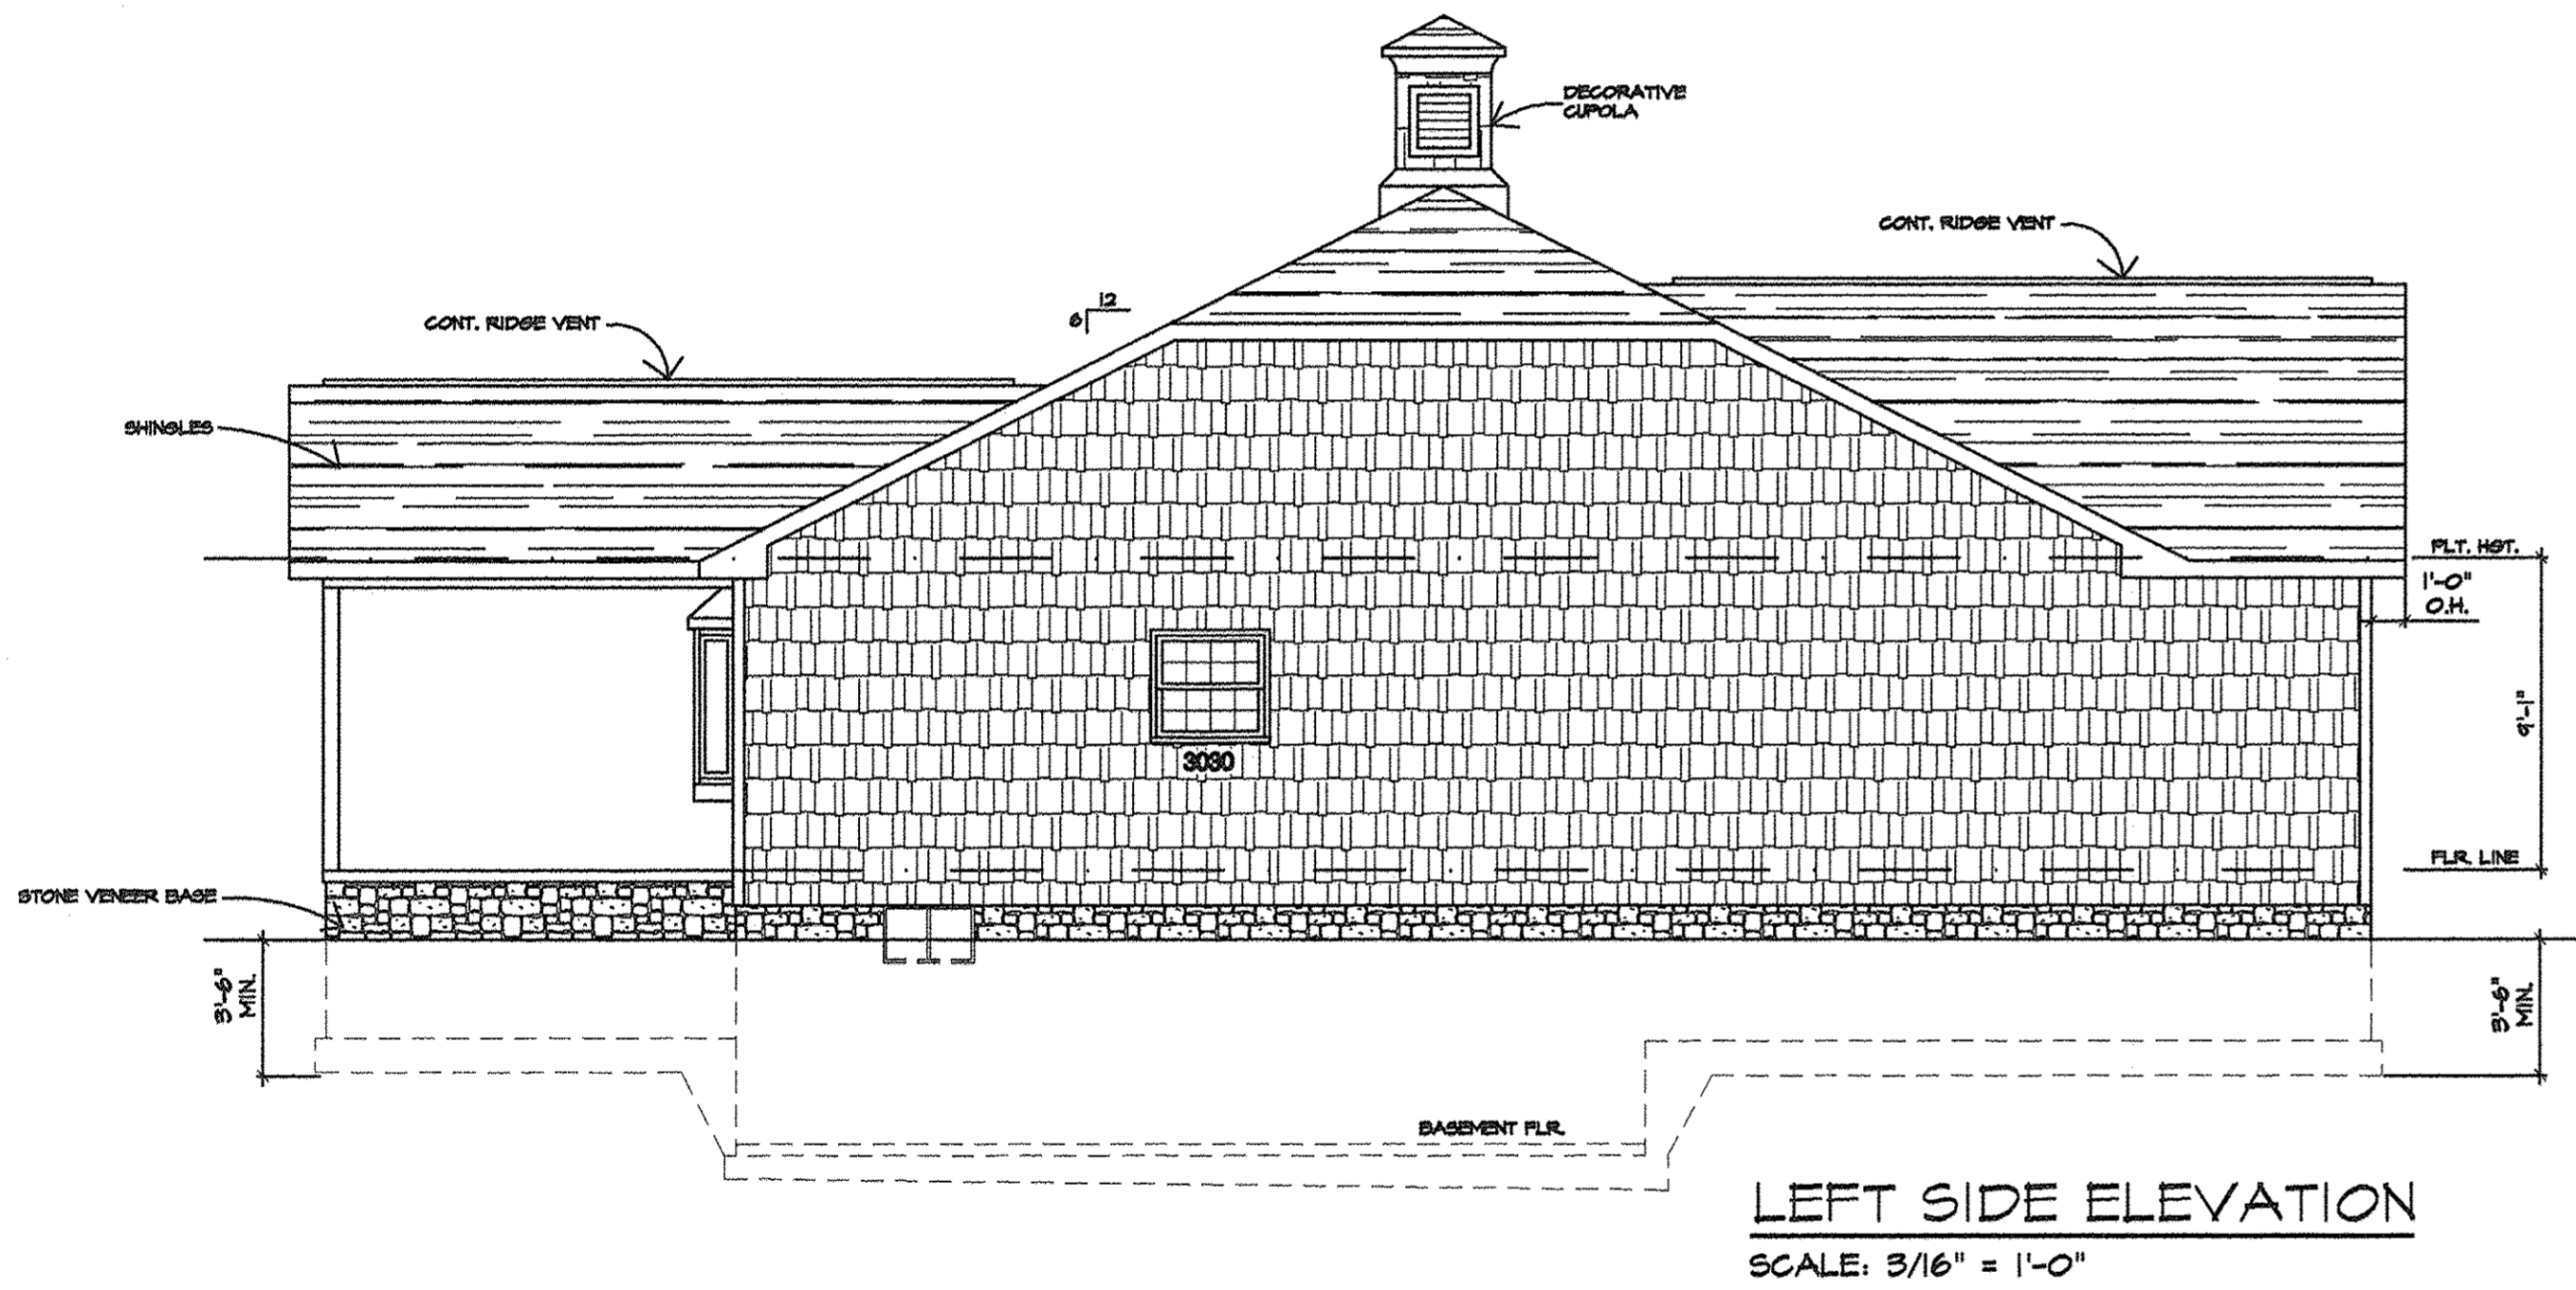 DECORATIVE
CUPOLA
CONT. RIDGE VENT
12
6
CONT. RIDGE VENT
SHINGLES
PLT. HGT.
1'-0"
O.H.
9'-1"
3030
FLR. LINE
STONE VENEER BASE
3'-6"
MIN.
3'-6"
MIN.
BASEMENT FLR.
LEFT SIDE ELEVATION
SCALE: 3/16" = 1'-0"